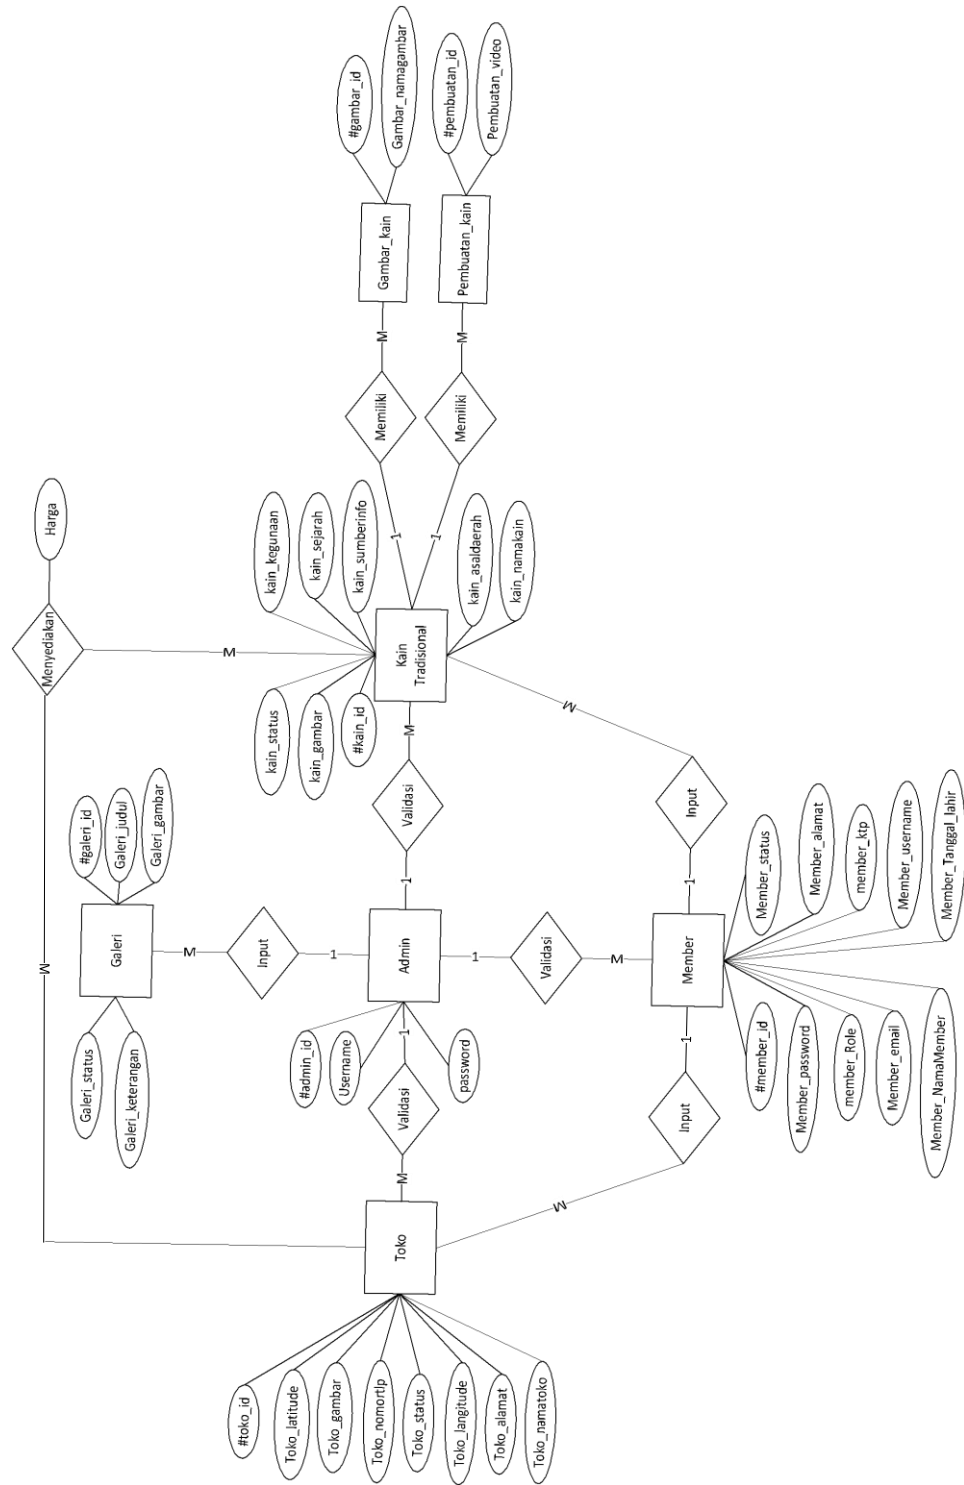 M
Menyediakan
Harga
Galeri_status
Galeri_keterangan
Galeri
#galeri_id
Galeri_judul
Galeri_gambar
M
Input
1
M
#toko_id
Toko_latitude
Toko_gambar
Toko_nomortlp
Toko_status
Toko_langitude
Toko_alamat
Toko_namatoko
Toko
M
Validasi
1
#admin_id
Username
password
Admin
1
Validasi
M
kain_status
kain_gambar
#kain_id
kain_kegunaan
kain_sejarah
kain_sumberinfo
Kain
Tradisional
kain_asaldaerah
kain_namakain
1
Memiliki
M
Gambar_kain
#gambar_id
Gambar_namagambar
1
Memiliki
M
Pembuatan_kain
#pembuatan_id
Pembuatan_video
1
Validasi
M
M
Input
1
Member
1
Input
M
#member_id
Member_password
member_Role
Member_email
Member_NamaMember
Member_status
Member_alamat
member_ktp
Member_username
Member_Tanggal_lahir